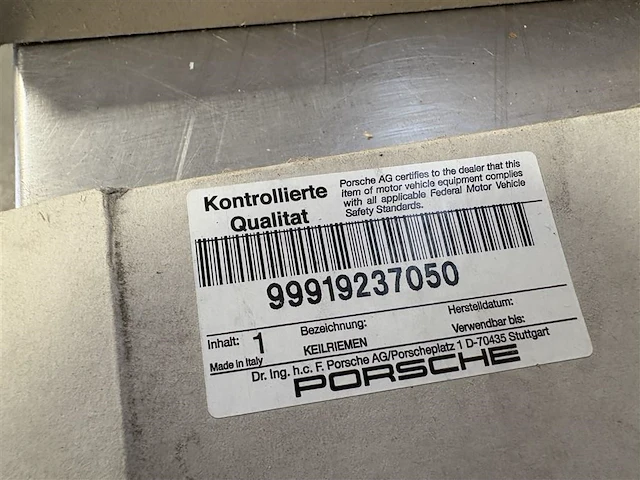 Kontrollierte
Qualitat
Porsche AG certifies to the dealer that this
item of motor vehicle equipment complies
with all applicable Federal Motor Vehicle
Safety Standards.
99919237050
Inhalt: 1
Made in Italy
Bezeichnung:
KEILRIEMEN
Herstelldatum:
Verwendbar bis:
Dr. Ing. h.c. F. Porsche AG/Porscheplatz 1 D-70435 Stuttgart
PORSCHE